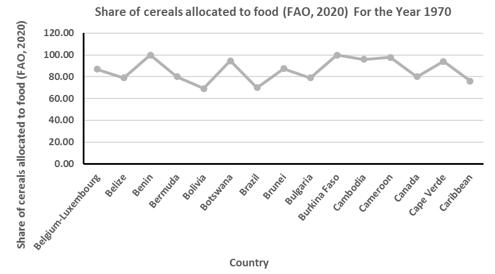 Share of cereals allocated to food (FAO, 2020)  For the Year 1970
Share of cereals allocated to food (FAO, 2020)
120.00
100.00
80.00
60.00
40.00
20.00
0.00
Belgium-Luxembourg
Belize
Benin
Bermuda
Bolivia
Botswana
Brazil
Brunei
Bulgaria
Burkina Faso
Cambodia
Cameroon
Canada
Cape Verde
Caribbean
Country